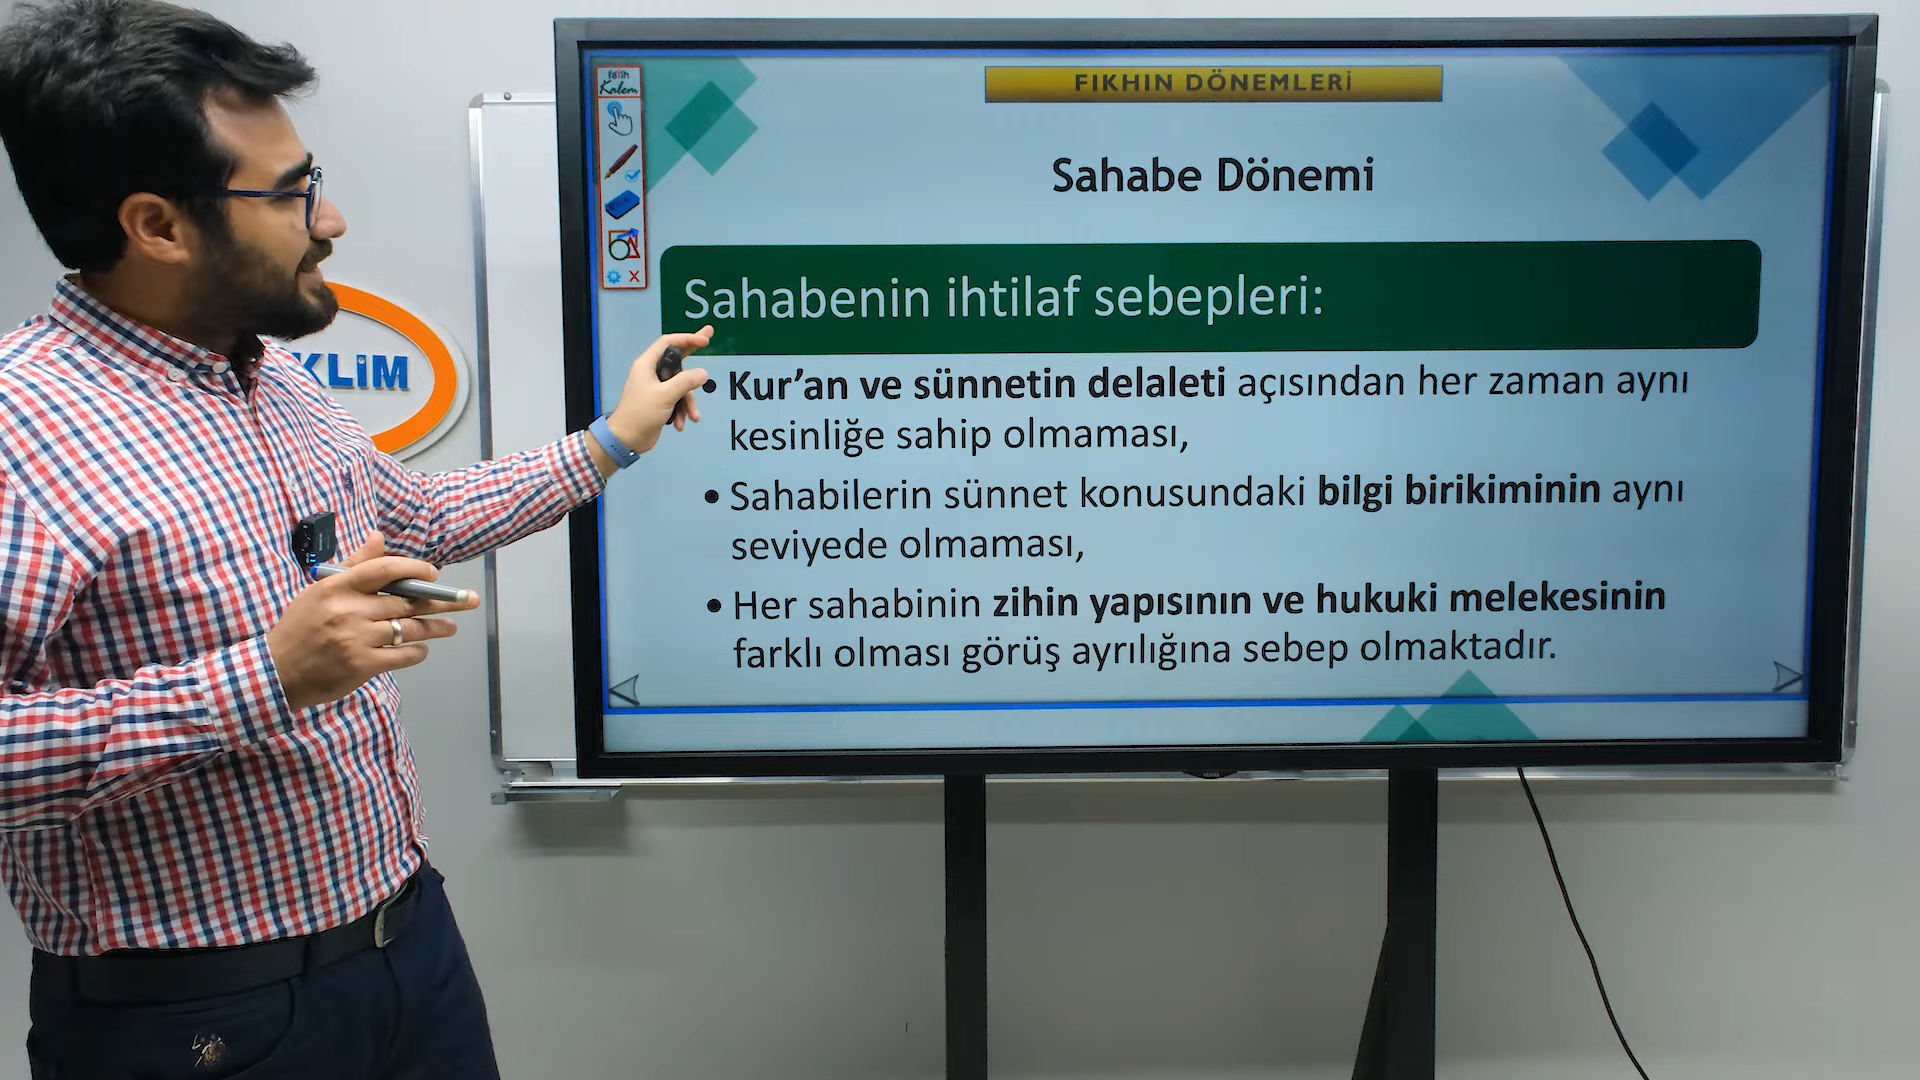 fatih
Kalem
FIKHIN DÖNEMLERİ
Sahabe Dönemi
Sahabenin ihtilaf sebepleri:
• Kur’an ve sünnetin delaleti açısından her zaman aynı
kesinliğe sahip olmaması,
• Sahabilerin sünnet konusundaki bilgi birikiminin aynı
seviyede olmaması,
• Her sahabinin zihin yapısının ve hukuki melekesinin
farklı olması görüş ayrılığına sebep olmaktadır.
KLİM